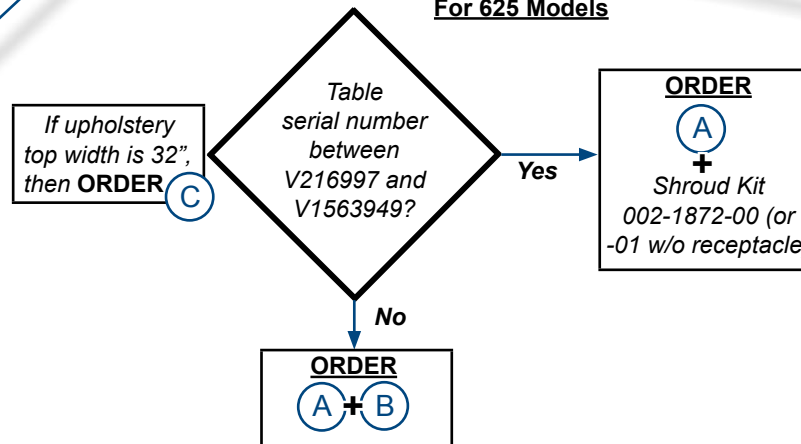 For 625 Models
If upholstery
top width is 32”,
then ORDER
C
Table
serial number
between
V216997 and
V1563949?
Yes
ORDER
A
+
Shroud Kit
002-1872-00 (or
-01 w/o receptacle
No
ORDER
A + B